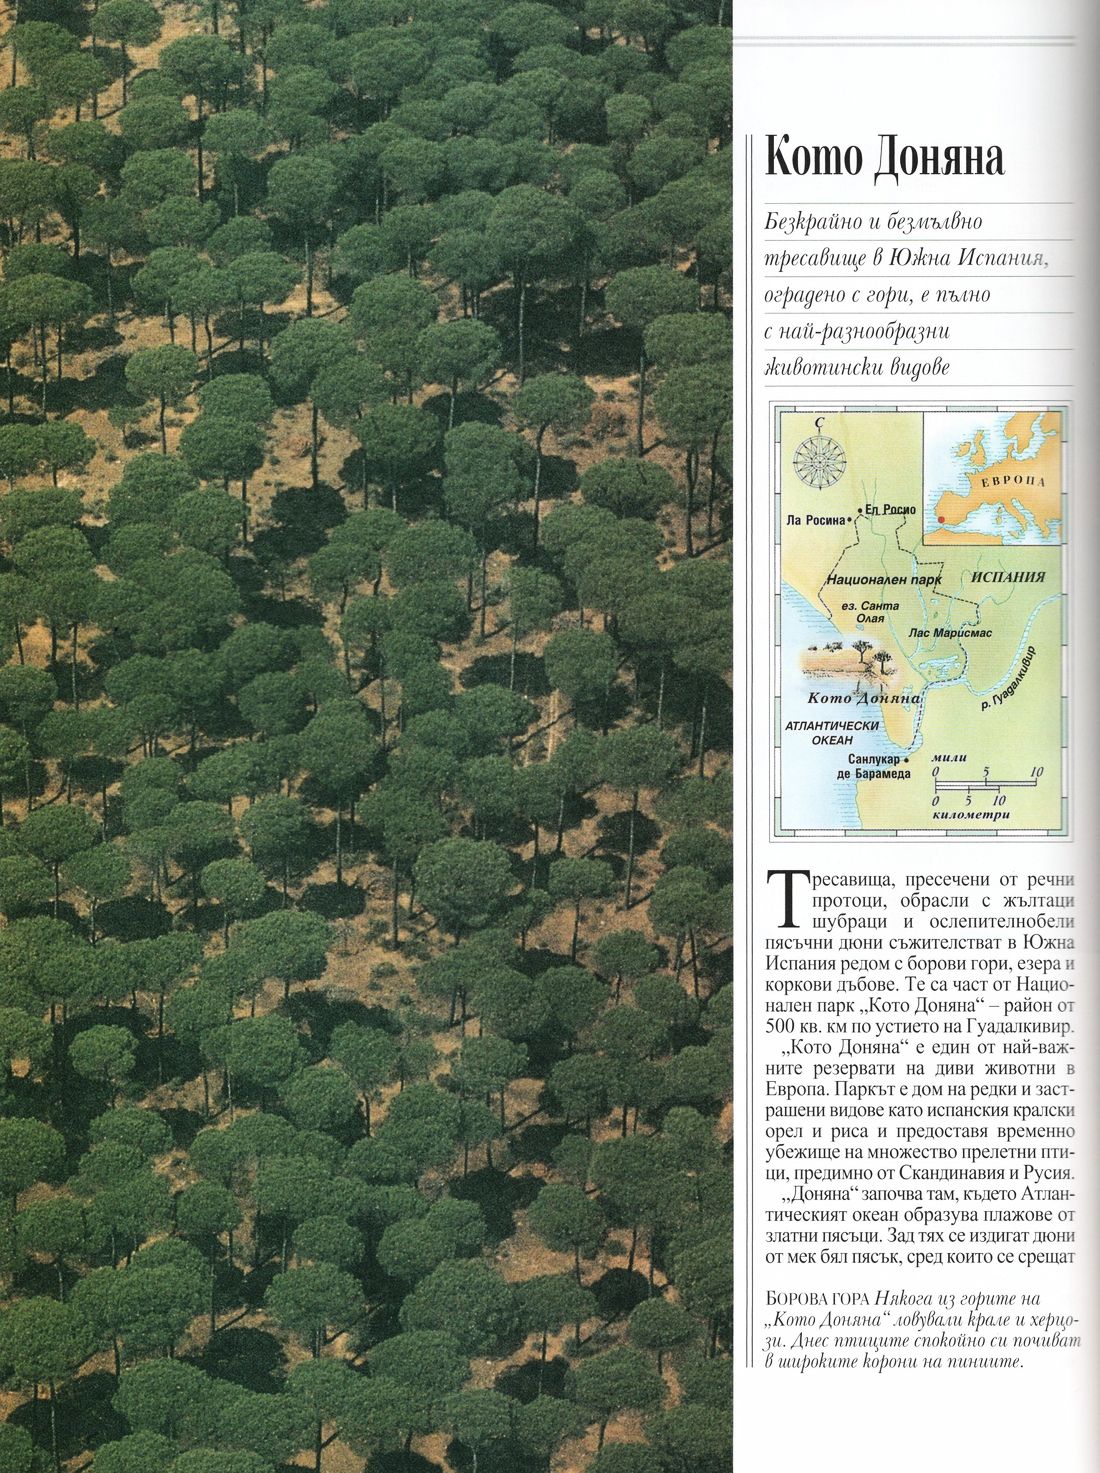 Кото Доняна
Безкрайно и безмълвно
тресавище в Южна Испания,
оградено с гори, е пълно
с най-разнообразни
животински видове
С
ЕВРОПА
Ел Росио
Ла Росина
Национален парк
ИСПАНИЯ
ез. Санта
Олая
Лас Марисмас
р. Гуадалкивир
Кото Доняна
АТЛАНТИЧЕСКИ
ОКЕАН
Санлукар
де Барамеда
мили
0 5 10
0 5 10
километри
Тресавища, пресечени от речни
протоци, обрасли с жълтаци
шубраци и ослепителнобели
пясъчни дюни съжителстват в Южна
Испания редом с борови гори, езера и
коркови дъбове. Те са част от Нацио-
нален парк „Кото Доняна“ – район от
500 кв. км по устието на Гуадалкивир.
„Кото Доняна“ е един от най-важ-
ните резервати на диви животни в
Европа. Паркът е дом на редки и заст-
рашени видове като испанския кралски
орел и риса и предоставя временно
убежище на множество прелетни пти-
ци, предимно от Скандинавия и Русия.
„Доняна“ започва там, където Атлан-
тическият океан образува плажове от
златни пясъци. Зад тях се издигат дюни
от мек бял пясък, сред които се срещат
БОРОВА ГОРА Някога из горите на
„Кото Доняна“ ловували крале и херцо-
зи. Днес птиците спокойно си почиват
в широките корони на пиниите.